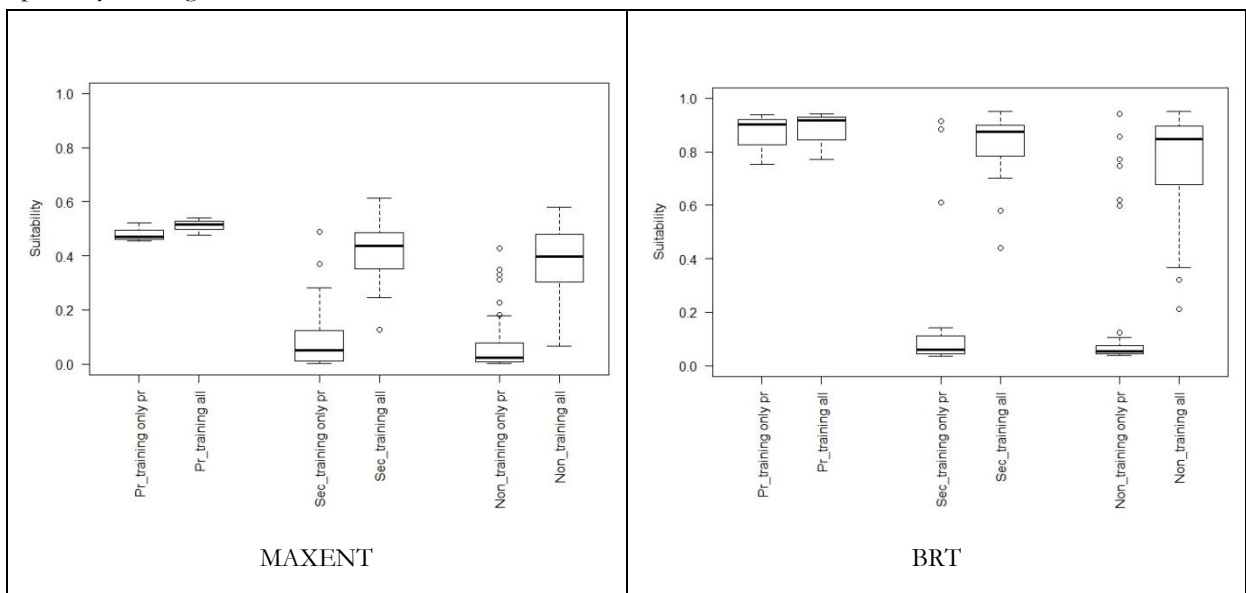 1.0
0.8
0.6
0.4
0.2
0.0
Suitability
Pr_training only pr
Pr_training all
Sec_training only pr
Sec_training all
Non_training only pr
Non_training all
MAXENT
1.0
0.8
0.6
0.4
0.2
0.0
Suitability
Pr_training only pr
Pr_training all
Sec_training only pr
Sec_training all
Non_training only pr
Non_training all
BRT